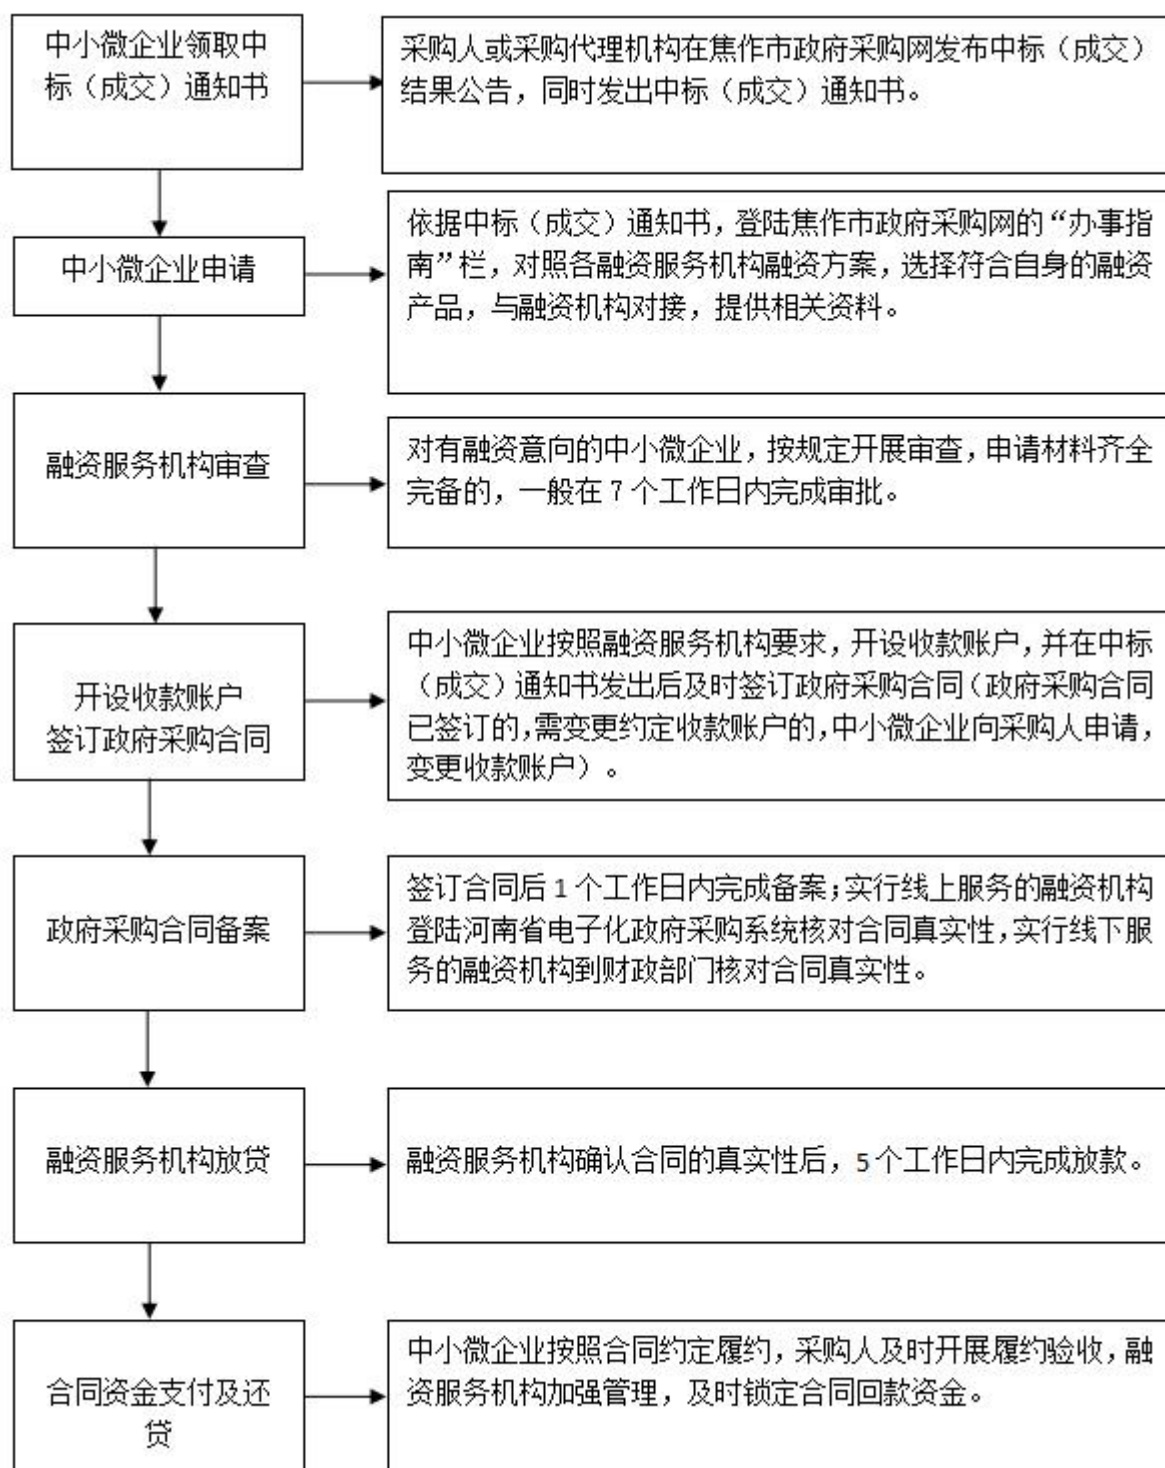 中小微企业领取中
标（成交）通知书
采购人或采购代理机构在焦作市政府采购网发布中标（成交）
结果公告，同时发出中标（成交）通知书。
中小微企业申请
依据中标（成交）通知书，登陆焦作市政府采购网的“办事指
南”栏，对照各融资服务机构融资方案，选择符合自身的融资
产品，与融资机构对接，提供相关资料。
融资服务机构审查
对有融资意向的中小微企业，按规定开展审查，申请材料齐全
完备的，一般在 7 个工作日内完成审批。
开设收款账户
签订政府采购合同
中小微企业按照融资服务机构要求，开设收款账户，并在中标
（成交）通知书发出后及时签订政府采购合同（政府采购合同
已签订的，需变更约定收款账户的，中小微企业向采购人申请，
变更收款账户）。
政府采购合同备案
签订合同后 1 个工作日内完成备案；实行线上服务的融资机构
登陆河南省电子化政府采购系统核对合同真实性，实行线下服
务的融资机构到财政部门核对合同真实性。
融资服务机构放贷
融资服务机构确认合同的真实性后，5 个工作日内完成放款。
合同资金支付及还
贷
中小微企业按照合同约定履约，采购人及时开展履约验收，融
资服务机构加强管理，及时锁定合同回款资金。